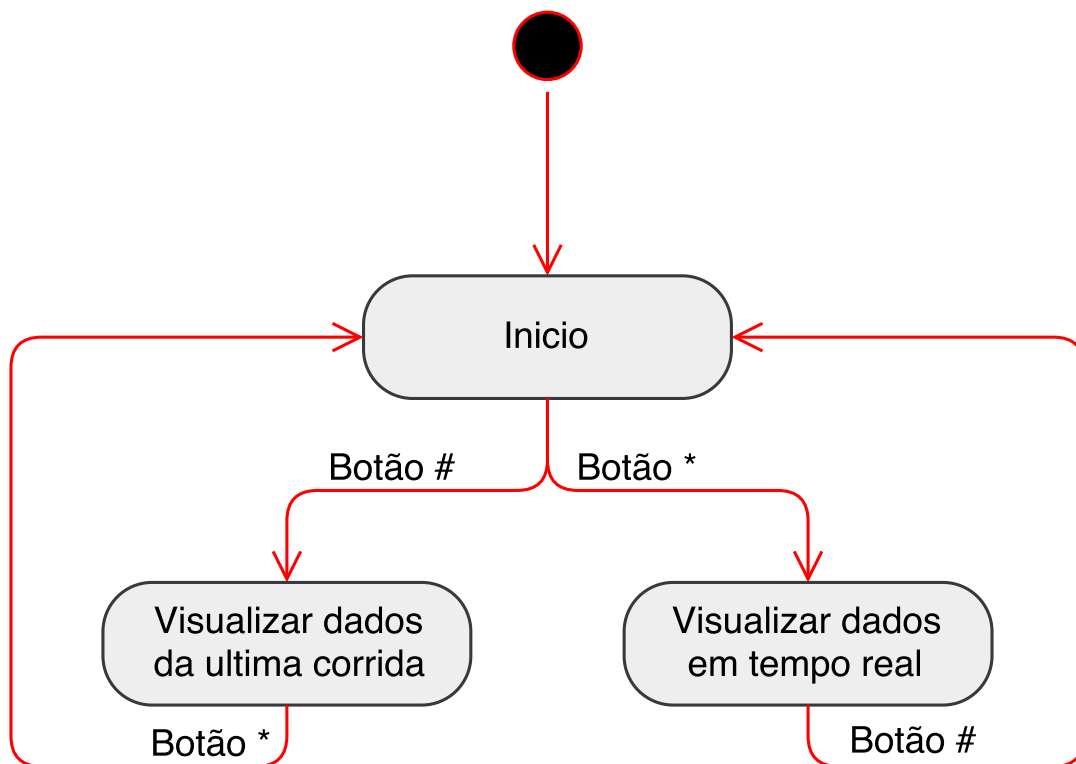 Inicio
Botão #
Botão *
Visualizar dados
da ultima corrida
Visualizar dados
em tempo real
Botão *
Botão #